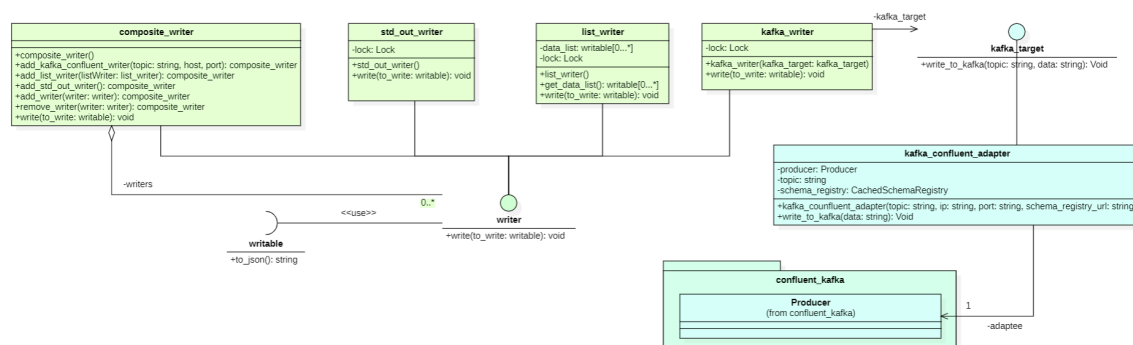 composite_writer
+composite_writer()
+add_kafka_confluent_writer(topic: string, host, port): composite_writer
+add_list_writer(listWriter: list_writer): composite_writer
+add_std_out_writer(): composite_writer
+add_writer(writer: writer): composite_writer
+remove_writer(writer: writer): composite_writer
+write(to_write: writable): void
std_out_writer
-lock: Lock
+std_out_writer()
+write(to_write: writable): void
list_writer
-data_list: writable[0...*]
-lock: Lock
+list_writer()
+get_data_list(): writable[0...*]
+write(to_write: writable): void
kafka_writer
-lock: Lock
+kafka_writer(kafka_target: kafka_target)
+write(to_write: writable): void
-kafka_target
kafka_target
+write_to_kafka(topic: string, data: string): Void
kafka_confluent_adapter
-producer: Producer
-topic: string
-schema_registry: CachedSchemaRegistry
+kafka_counfluent_adapter(topic: string, ip: string, port: string, schema_registry_url: string
+write_to_kafka(data: string): Void
-writers
0..*
<<use>>
writer
+write(to_write: writable): void
writable
+to_json(): string
confluent_kafka
Producer
(from confluent_kafka)
1
-adaptee